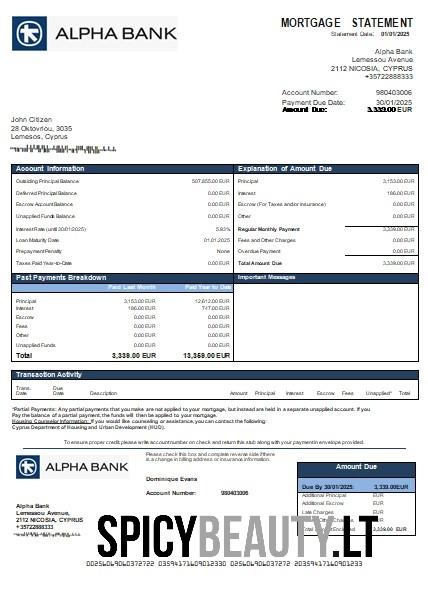 ALPHA BANK
MORTGAGE STATEMENT
Statement Date: 01/01/2025
Alpha Bank
Lemessou Avenue
2112 NICOSIA, CYPRUS
+35722888333
Account Number: 980403006
Payment Due Date: 30/01/2025
Amount Due: 3,339.00 EUR
John Citizen
28 Oktovriou, 3035
Lemesos, Cyprus
Account Information
Outstanding Principal Balance 507,855.00 EUR
Deferred Principal Balance 0.00 EUR
Escrow Account Balance 0.00 EUR
Unapplied Funds Balance 0.00 EUR
Interest Rate (until 30/01/2025) 5.93%
Loan Maturity Date 01.01.2025
Prepayment Penalty None
Taxes Paid Year-to-Date 0.00 EUR
Explanation of Amount Due
Principal 3,153.00 EUR
Interest 186.00 EUR
Escrow (For Taxes and/or Insurance) 0.00 EUR
Other 0.00 EUR
Regular Monthly Payment 3,339.00 EUR
Fees and Other Charges 0.00 EUR
Overdue Payment 0.00 EUR
Total Amount Due 3,339.00 EUR
Past Payments Breakdown
Paid Last Month Paid Year to Date
Principal 3,153.00 EUR 12,612.00 EUR
Interest 186.00 EUR 747.00 EUR
Escrow 0.00 EUR 0.00 EUR
Fees 0.00 EUR 0.00 EUR
Other 0.00 EUR 0.00 EUR
Unapplied Funds 0.00 EUR 0.00 EUR
Total 3,339.00 EUR 13,359.00 EUR
Important Messages
Transaction Activity
Trans. Date Due Date Description Amount Principal Interest Escrow Fees Unapplied* Total
*Partial Payments: Any partial payments that you make are not applied to your mortgage, but instead are held in a separate unapplied account. If you
Pay the balance of a partial payment, the funds will then be applied to your mortgage.
Housing Counselor Information: If you would like counseling or assistance, you can contact the following:
Cyprus Department of Housing and Urban Development (HUD).
To ensure proper credit please write account number on check and return this stub along with your payment in envelope provided.
ALPHA BANK
Please check this box and complete reverse side if there
is a change in billing address or insurance information.
Dominique Evans
Account Number: 980403006
Alpha Bank
Lemessou Avenue,
2112 NICOSIA, CYPRUS
+35722888333
Amount Due
Due By 30/01/2025: 3,339.00 EUR
Additional Principal EUR
Additional Escrow EUR
Late Charges EUR
EUR
3,339.00 EUR
SPICYBEAUTY.LT